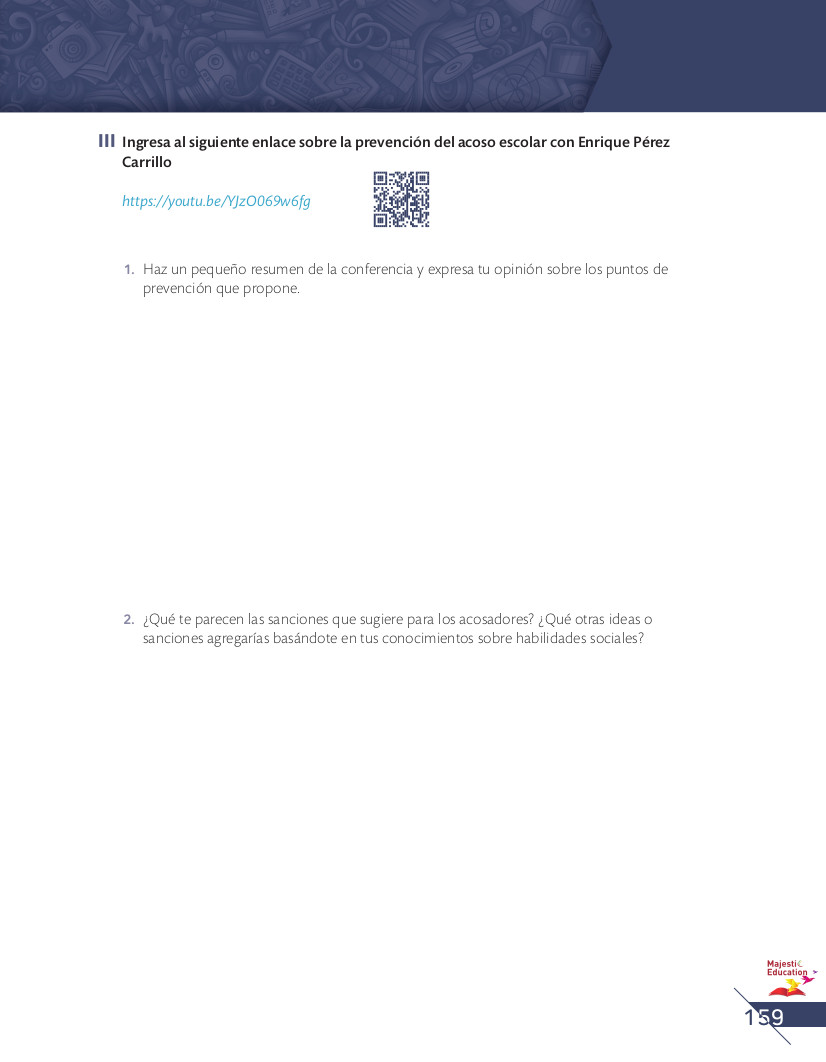 III Ingresa al siguiente enlace sobre la prevención del acoso escolar con Enrique Pérez
Carrillo
https://youtu.be/YJzO069w6fg
1. Haz un pequeño resumen de la conferencia y expresa tu opinión sobre los puntos de
prevención que propone.
2. ¿Qué te parecen las sanciones que sugiere para los acosadores? ¿Qué otras ideas o
sanciones agregarías basándote en tus conocimientos sobre habilidades sociales?
Majestic
Education
159